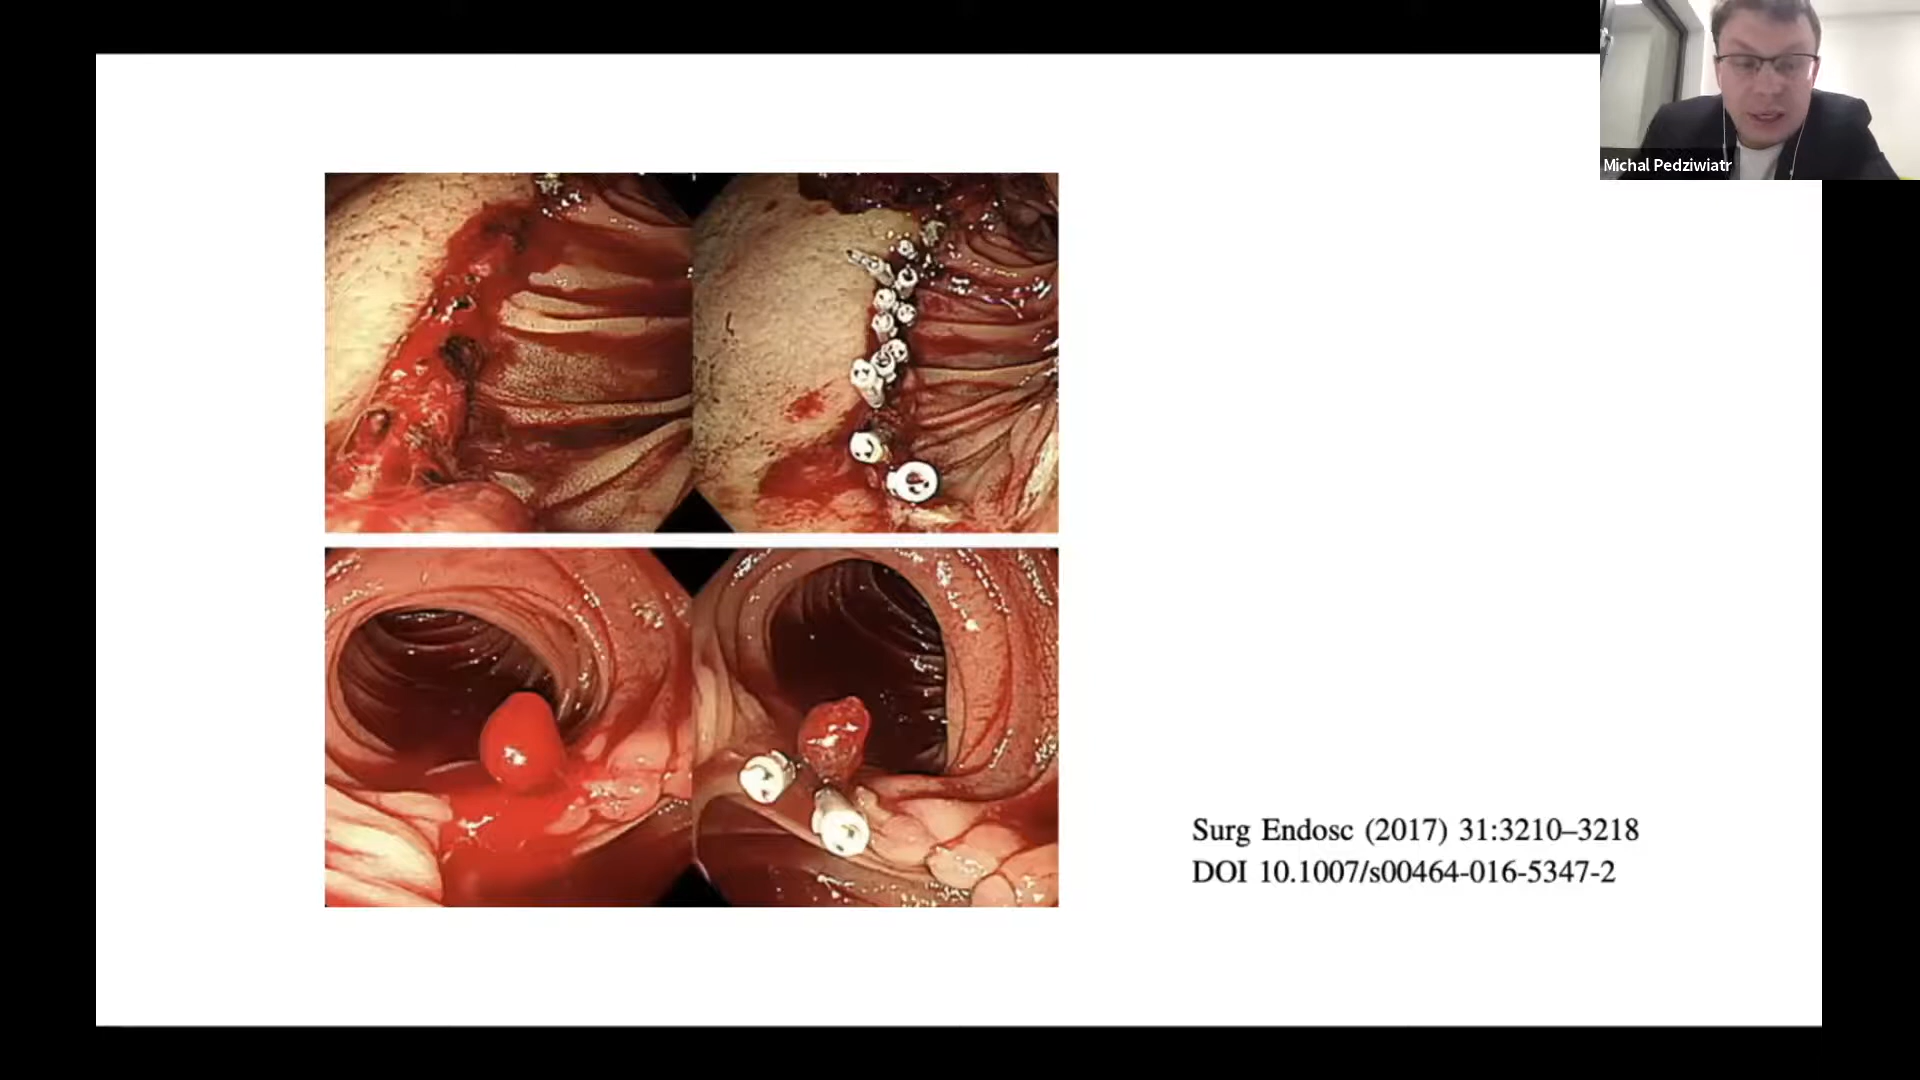 Michal Pedziwiatr
Surg Endosc (2017) 31:3210–3218
DOI 10.1007/s00464-016-5347-2